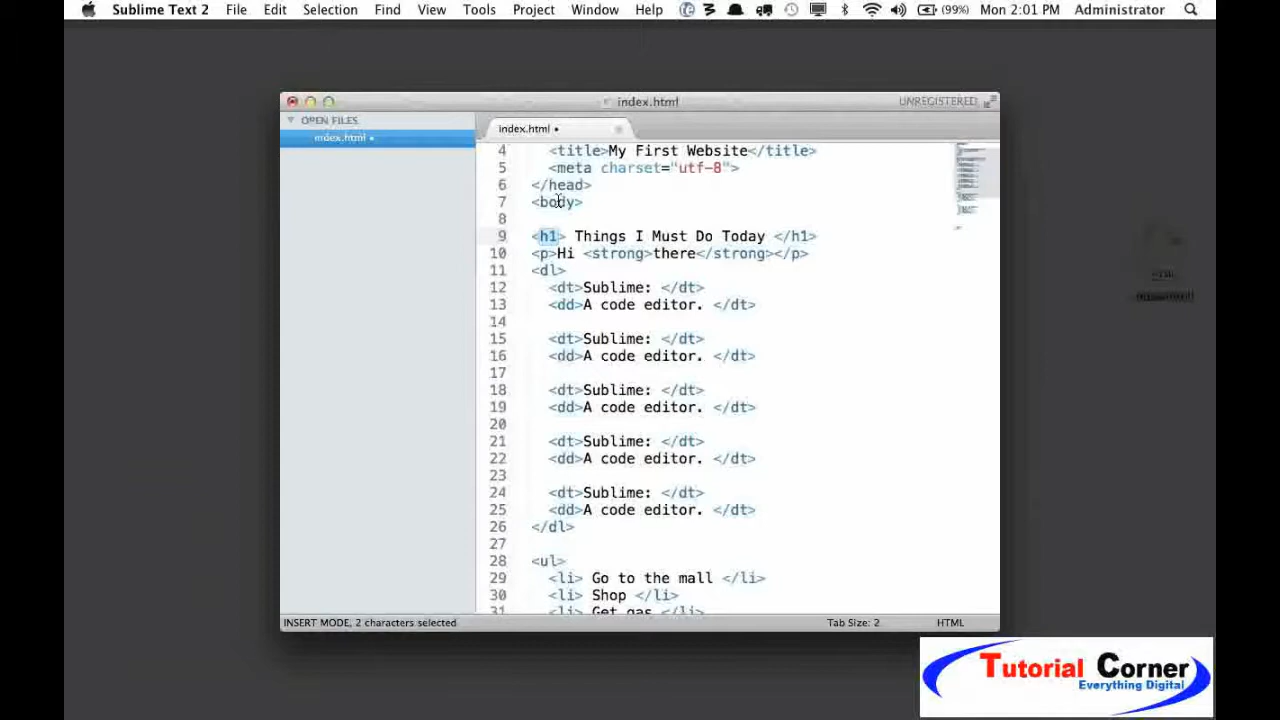 Sublime Text 2 File Edit Selection Find View Tools Project Window Help (99%) Mon 2:01 PM Administrator
index.html UNREGISTERED
OPEN FILES
index.html
index.html
4 <title>My First Website</title>
5 <meta charset="utf-8">
6 </head>
7 <body>
8
9 <h1> Things I Must Do Today </h1>
10 <p>Hi <strong>there</strong></p>
11 <dl>
12 <dt>Sublime: </dt>
13 <dd>A code editor. </dt>
14
15 <dt>Sublime: </dt>
16 <dd>A code editor. </dt>
17
18 <dt>Sublime: </dt>
19 <dd>A code editor. </dt>
20
21 <dt>Sublime: </dt>
22 <dd>A code editor. </dt>
23
24 <dt>Sublime: </dt>
25 <dd>A code editor. </dt>
26 </dl>
27
28 <ul>
29 <li> Go to the mall </li>
30 <li> Shop </li>
31 <li> Get gas </li>
INSERT MODE, 2 characters selected Tab Size: 2 HTML
Tutorial Corner
Everything Digital